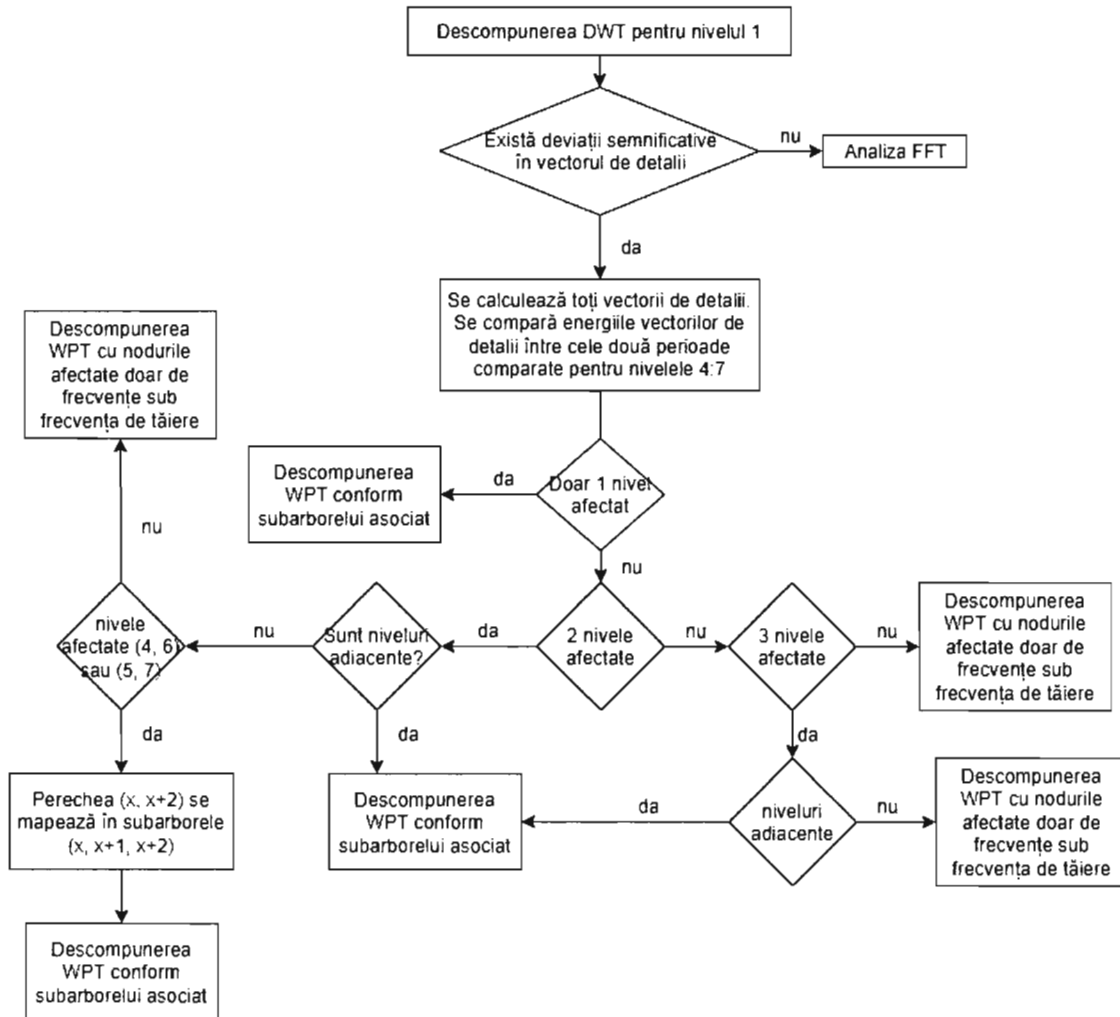 Descompunerea DWT pentru nivelul 1
Există deviații semnificative
în vectorul de detalii
nu
Analiza FFT
da
Se calculează toți vectorii de detalii.
Se compară energiile vectorilor de
detalii între cele două perioade
comparate pentru nivelele 4:7
Descompunerea
WPT cu nodurile
afectate doar de
frecvențe sub
frecvența de tăiere
Doar 1 nivel
afectat
da
Descompunerea
WPT conform
subarborelui asociat
nu
nu
2 nivele
afectate
da
Sunt niveluri
adiacente?
nu
nivele
afectate (4, 6)
sau (5, 7)
nu
3 nivele
afectate
nu
Descompunerea
WPT cu nodurile
afectate doar de
frecvențe sub
frecvența de tăiere
da
da
da
Perechea (x, x+2) se
mapează în subarborele
(x, x+1, x+2)
Descompunerea
WPT conform
subarborelui asociat
da
niveluri
adiacente
nu
Descompunerea
WPT cu nodurile
afectate doar de
frecvențe sub
frecvența de tăiere
Descompunerea
WPT conform
subarborelui asociat